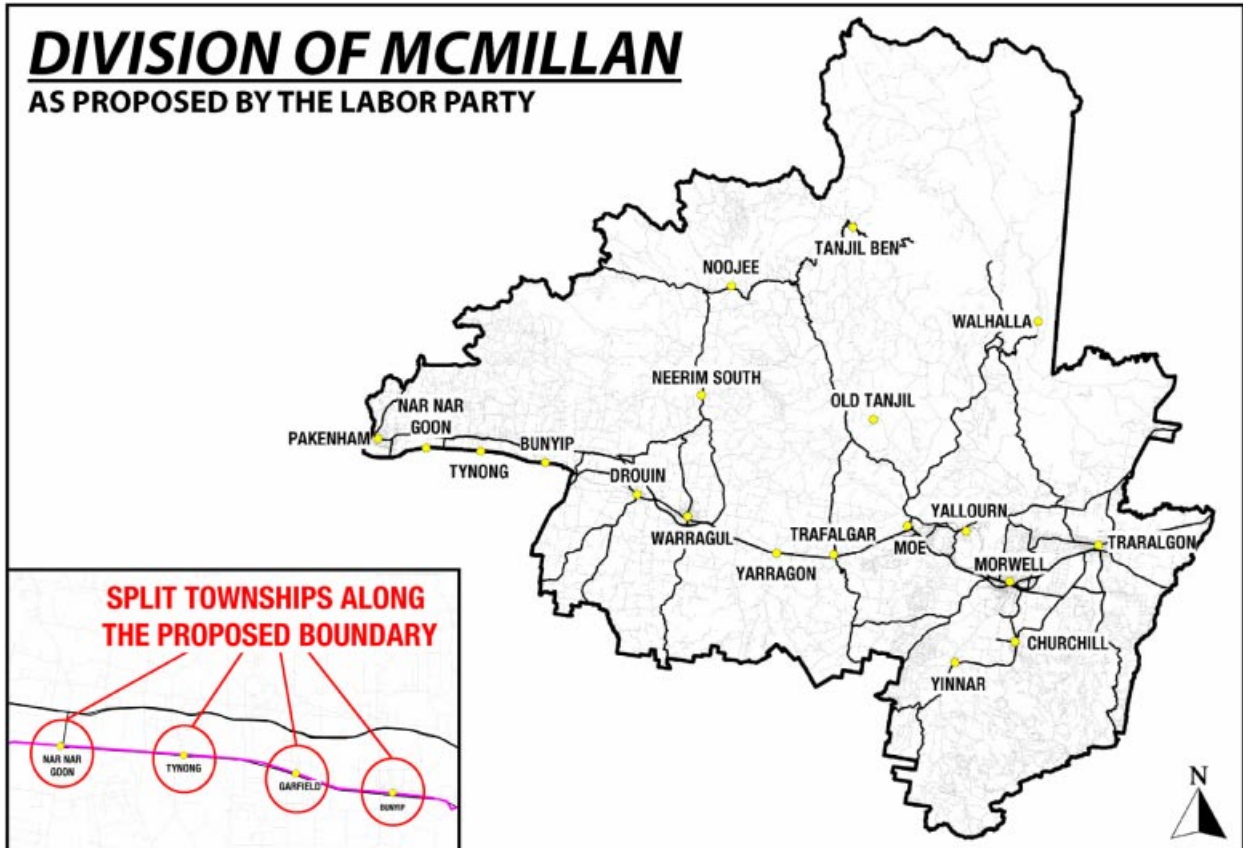 DIVISION OF MCMILLAN
AS PROPOSED BY THE LABOR PARTY
TANJIL BEN
NOOJEE
WALHALLA
NEERIM SOUTH
OLD TANJIL
NAR NAR
GOON
PAKENHAM
BUNYIP
TYNONG
DROUIN
YALLOURN
WARRAGUL
TRAFALGAR
MOE
TRARALGON
YARRAGON
MORWELL
CHURCHILL
YINNAR
SPLIT TOWNSHIPS ALONG
THE PROPOSED BOUNDARY
NAR NAR
GOON
TYNONG
GARFIELD
BUNYIP
N